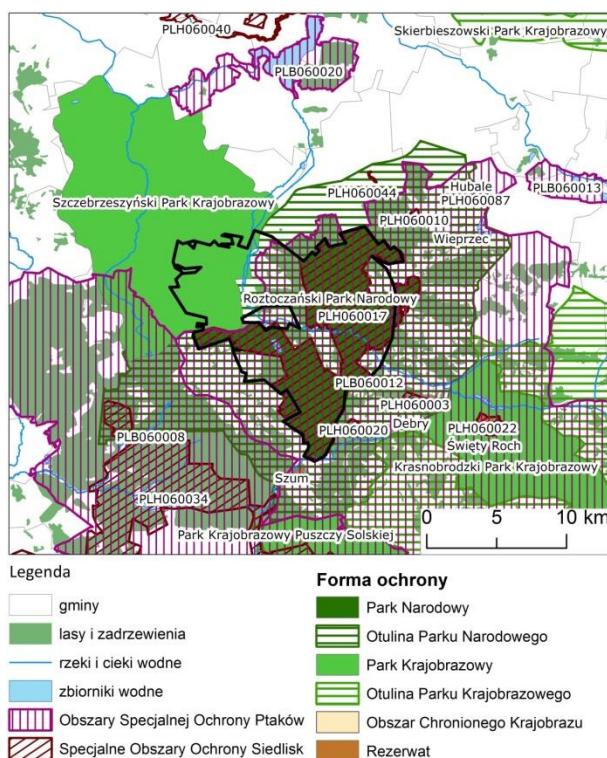 PLH060040
Skierbieszowski Park Krajobrazowy
PLB060020
PLH060044
Hubale
PLB060013
PLH060087
Szczebrzeszyński Park Krajobrazowy
PLH060010
Wieprzec
Roztoczański Park Narodowy
PLH060017
PLB060012
PLH060003
PLH060020
Debry
PLH060022
PLB060008
Święty Roch
Krasnobrodzki Park Krajobrazowy
Szum
PLH060034
0 5 10 km
Park Krajobrazowy Puszczy Solskiej
Legenda
gminy
lasy i zadrzewienia
rzeki i cieki wodne
zbiorniki wodne
Obszary Specjalnej Ochrony Ptaków
Specjalne Obszary Ochrony Siedlisk
Forma ochrony
Park Narodowy
Otulina Parku Narodowego
Park Krajobrazowy
Otulina Parku Krajobrazowego
Obszar Chronionego Krajobrazu
Rezerwat